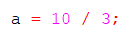 a = 10 / 3;